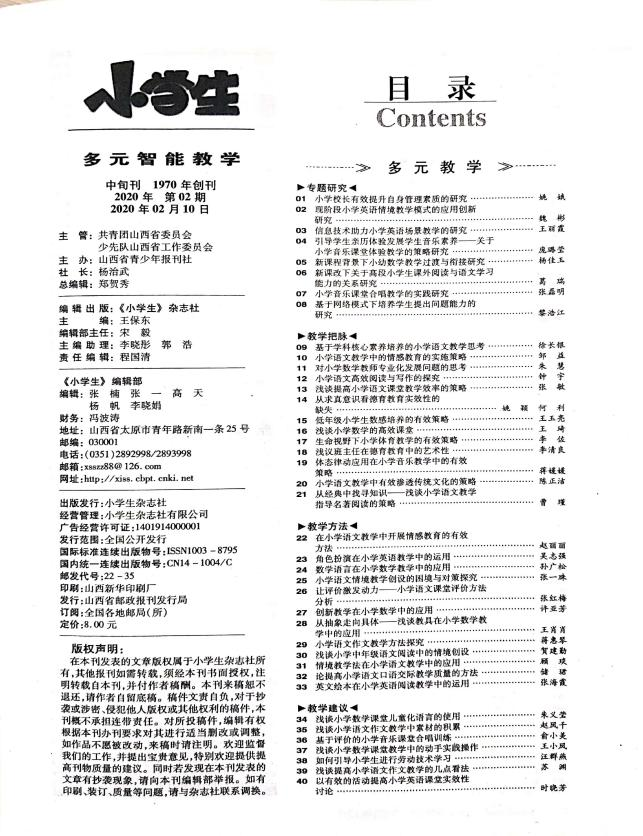 小学生
多元智能教学
中旬刊 1970年创刊
2020年 第02期
2020年02月10日
主 管：共青团山西省委员会
少先队山西省工作委员会
主 办：山西省青少年报刊社
社 长：杨治武
总编辑：郑贺秀
编辑出版：《小学生》杂志社
主 编：王保东
编辑部主任：宋 毅
主编助理：李晓彤 郭 浩
责任编辑：程国清
《小学生》编辑部
编辑：张 楠 张 一 高 天
杨 帆 李晓娟
财务：冯波涛
地址：山西省太原市青年路新南一条25号
邮编：030001
电话：(0351)2892998/2893998
邮箱：xsszz88@126.com
网址：http://xiss.cbpt.cnki.net
出版发行：小学生杂志社
经营管理：小学生杂志社有限公司
广告经营许可证：1401914000001
发行范围：全国公开发行
国际标准连续出版物号：ISSN1003-8795
国内统一连续出版物号：CN14-1004/C
邮发代号：22-35
印刷：山西新华印刷厂
发行：山西省邮政报刊发行局
订阅：全国各地邮局（所）
定价：8.00元
版权声明：
在本刊发表的文章版权属于小学生杂志社所
有，其他报刊如需转载，须经本刊书面授权，注
明转载自本刊，并付作者稿酬。本刊来稿恕不
退还，请作者自留底稿。稿件文责自负，对于抄
袭或涉密、侵犯他人版权或其他权利的稿件，本
刊概不承担连带责任。对所投稿件，编辑有权
根据本刊办刊要求对其进行适当删改或调整，
如作品不愿被改动，来稿时请注明。欢迎监督
我们的工作，并提出宝贵意见，特别欢迎提供提
高刊物质量的建议。同时若发现在本刊发表的
文章有抄袭现象，请向本刊编辑部举报。如有
印刷、装订、质量等问题，请与杂志社联系调换。
目 录
Contents
多元教学
▶专题研究◀
01 小学校长有效提升自身管理素质的研究 姚 娥
02 现阶段小学英语情境教学模式的应用创新
研究 魏 彬
03 信息技术助力小学英语场景教学的研究 王丽霞
04 引导学生亲历体验发展学生音乐素养——关于
小学音乐课堂体验教学的策略研究 庞璐莹
05 新课程背景下小幼数学教学过渡与衔接研究 杨佳玉
06 新课改下关于高段小学生课外阅读与语文学习
能力的关系研究 葛 瑞
07 小学音乐课堂合唱教学的实践研究 张磊明
08 基于网络模式下培养学生提出问题能力的
研究 黎浩江
▶教学把脉◀
09 基于学科核心素养培养的小学语文教学思考 徐长银
10 小学语文教学中的情感教育的实施策略 邹 益
11 对小学数学教师专业化发展问题的思考 朱 慧
12 小学语文高效阅读与写作的探究 钟 宇
13 浅谈提高小学语文课堂教学效率的策略 张 敏
14 从求真意识看德育教育实效性的
缺失 姚 颖 何 利
15 低年级小学生数感培养的有效策略 王玉亮
16 浅谈小学数学的高效课堂 王 琦
17 生命视野下小学体育教学的有效策略 李 佐
18 浅议班主任在德育教育中的艺术性 李清良
19 体态律动应用在小学音乐教学中的有效
策略 蒋媛媛
20 小学语文教学中有效渗透传统文化的策略 陈正洁
21 从经典中找寻知识——浅谈小学语文教学
指导名著阅读的策略 曹 瑾
▶教学方法◀
22 在小学语文教学中开展情感教育的有效
方法 赵丽丽
23 角色扮演在小学英语教学中的运用 吴志强
24 数学语言在小学数学教学中的应用 孙广松
25 小学语文情境教学创设的困境与对策探究 张一姝
26 让评价激发动力——小学语文课堂评价方法
分析 张红梅
27 创新教学在小学数学中的应用 许亚芳
28 从抽象走向具体——浅谈教具在小学数学教
学中的应用 王肖肖
29 小学语文作文教学方法探究 蒋惠琴
30 浅谈小学中年级语文阅读中的情境创设 贺建勤
31 情境教学法在小学语文教学中的应用 顾 琰
32 论提高小学语文口语交际教学质量的方法 储 珺
33 英文绘本在小学英语阅读教学中的应用 张海霞
▶教学建议◀
34 浅谈小学数学课堂儿童化语言的使用 朱义莹
35 浅谈小学语文作文教学中素材的积累 赵凤千
36 基于评价的小学音乐课堂合唱训练 俞小美
37 浅谈小学数学课堂教学中的动手实践操作 王小凤
38 如何引导小学生进行劳动技术学习 汪群燕
39 浅谈提高小学语文作文教学的几点看法 苏 渊
40 以有效的活动提高小学英语课堂实效性
讨论 时晓芳